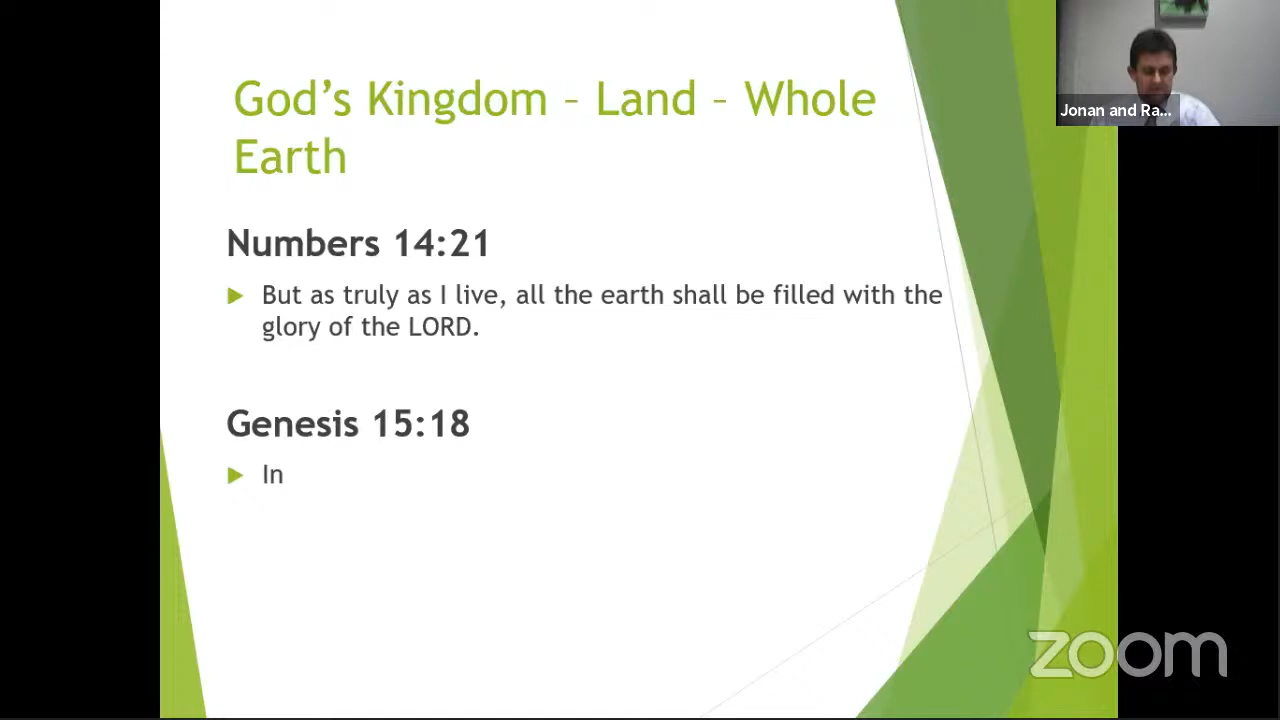 God’s Kingdom – Land – Whole
Earth
Numbers 14:21
But as truly as I live, all the earth shall be filled with the
glory of the LORD.
Genesis 15:18
In
Jonan and Ra...
zoom